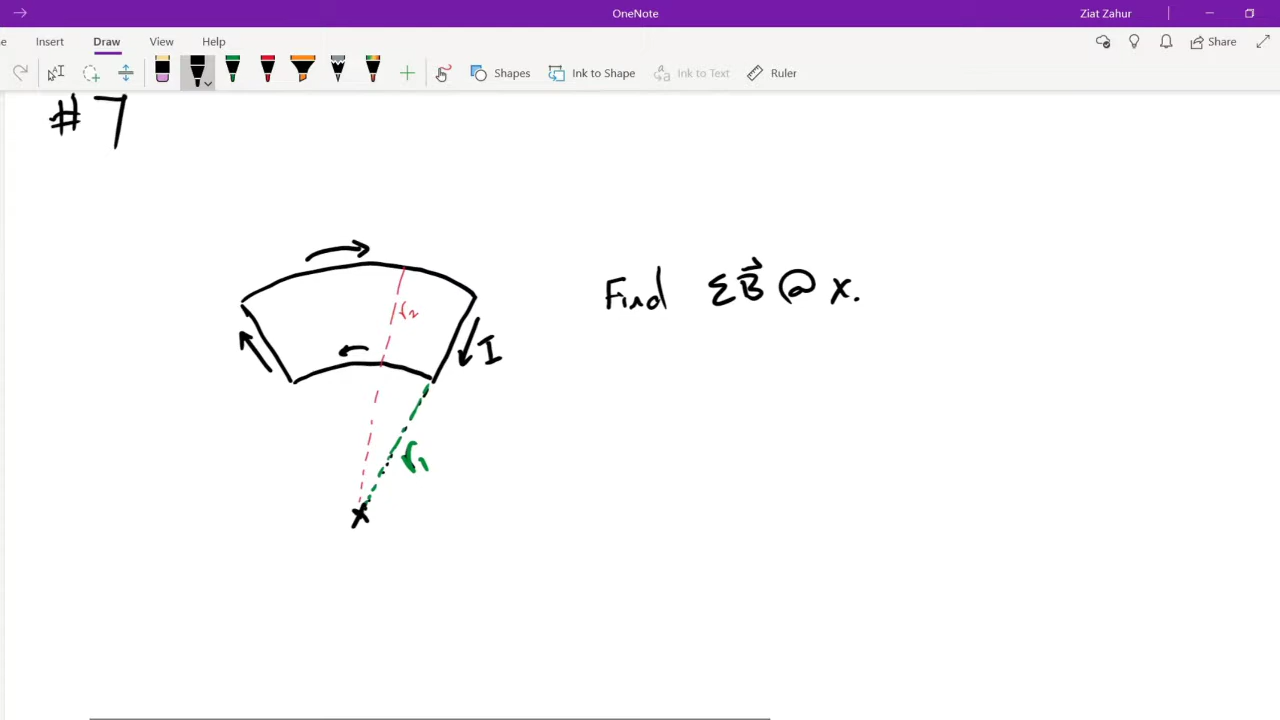 OneNote
Ziat Zahur
Insert Draw View Help
Share
Shapes Ink to Shape Ink to Text Ruler
#7
Find ΣB⃗ @ x.
r₂
I
r₁
x